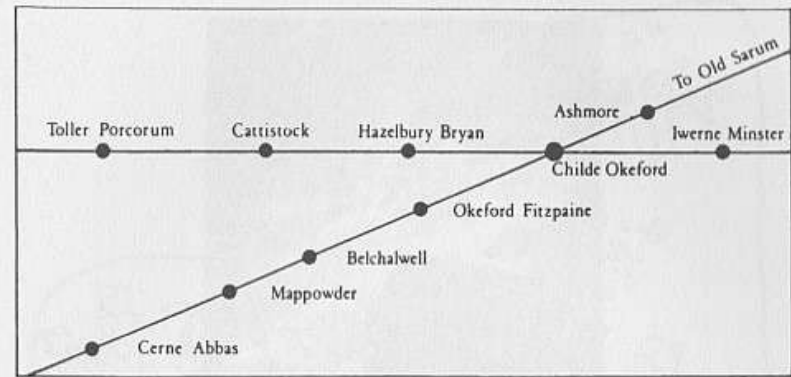 To Old Sarum
Ashmore
Toller Porcorum
Cattistock
Hazelbury Bryan
Iwerne Minster
Childe Okeford
Okeford Fitzpaine
Belchalwell
Mappowder
Cerne Abbas